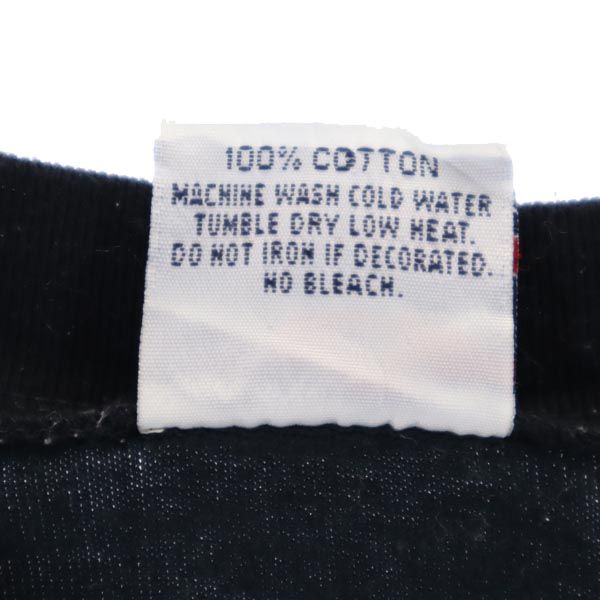 100% COTTON
MACHINE WASH COLD WATER
TUMBLE DRY LOW HEAT.
DO NOT IRON IF DECORATED.
NO BLEACH.